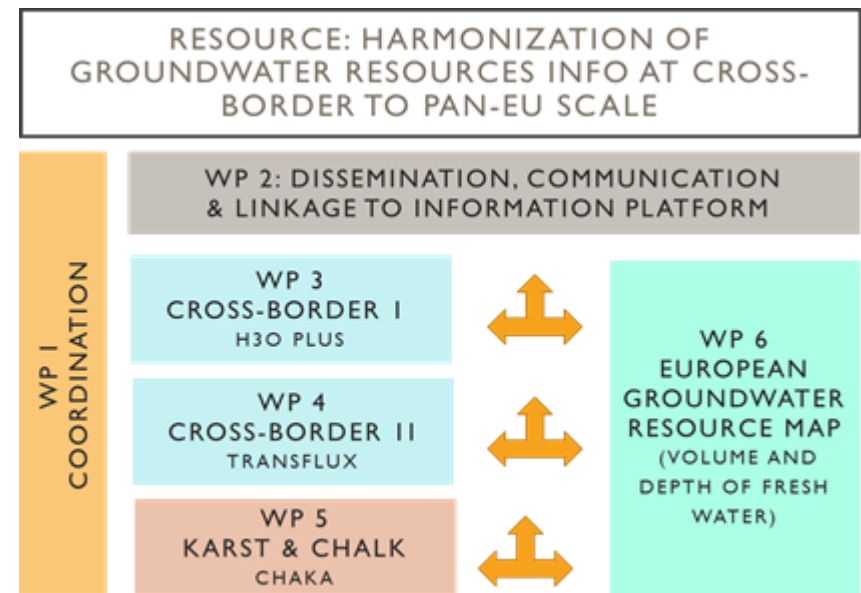 RESOURCE: HARMONIZATION OF
GROUNDWATER RESOURCES INFO AT CROSS-
BORDER TO PAN-EU SCALE
WP 1
COORDINATION
WP 2: DISSEMINATION, COMMUNICATION
& LINKAGE TO INFORMATION PLATFORM
WP 3
CROSS-BORDER I
H3O PLUS
WP 4
CROSS-BORDER II
TRANSFLUX
WP 5
KARST & CHALK
CHAKA
WP 6
EUROPEAN
GROUNDWATER
RESOURCE MAP
(VOLUME AND
DEPTH OF FRESH
WATER)